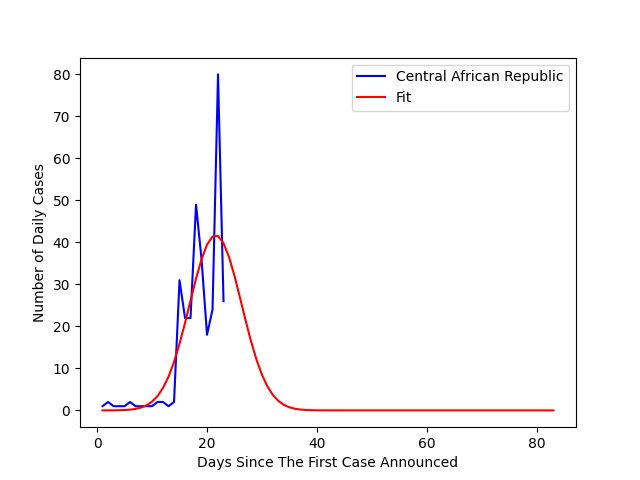 Central African Republic
Fit
Number of Daily Cases
80
70
60
50
40
30
20
10
0
0 20 40 60 80
Days Since The First Case Announced